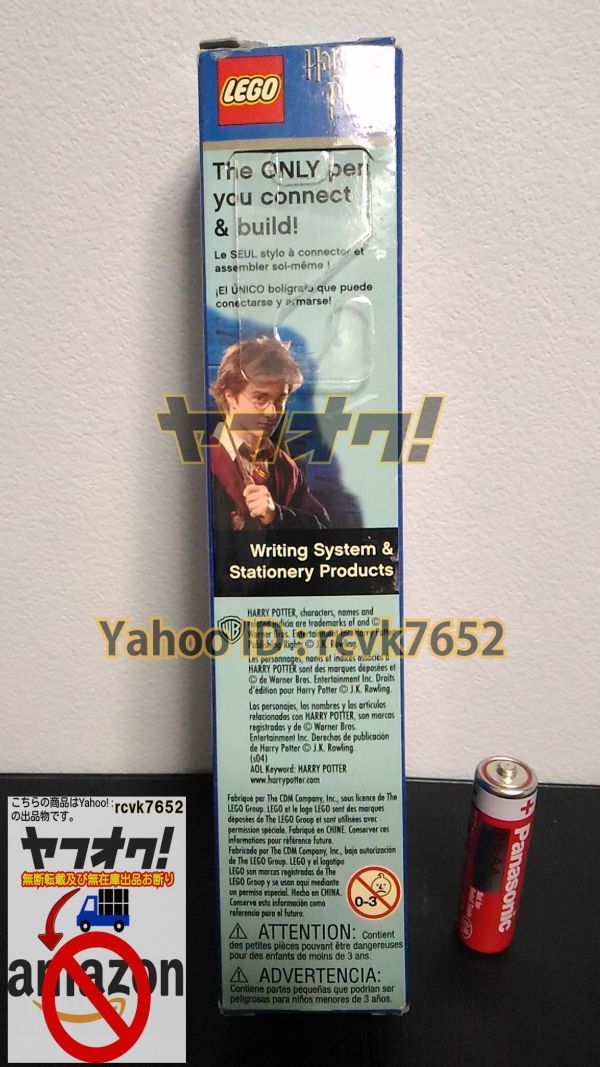 LEGO
The ONLY pen
you connect
& build!
Le SEUL stylo à connecter et
assembler soi-même !
¡El ÚNICO bolígrafo que puede
conectarse y armarse!
ヤフオク!
Writing System &
Stationery Products
HARRY POTTER, characters, names and
related indicia are trademarks of and ©
Warner Bros. Entertainment Inc. Harry Potter
Publishing Rights © J.K. Rowling.
WB
Yahoo ID : rcvk7652
Les personnages, noms et indices associés à
HARRY POTTER sont des marques déposées et
© de Warner Bros. Entertainment Inc. Droits
d'édition pour Harry Potter © J.K. Rowling.
Los personajes, los nombres y los artículos
relacionados con HARRY POTTER, son marcas
registradas y de © Warner Bros.
Entertainment Inc. Derechos de publicación
de Harry Potter © J.K. Rowling.
(s04)
AOL Keyword: HARRY POTTER
www.harrypotter.com
Fabriqué par The CDM Company, Inc., sous licence de The
LEGO Group. LEGO et le logo LEGO sont des marques
déposées de The LEGO Group et sont utilisées avec
permission spéciale. Fabriqué en CHINE. Conserver ces
informations pour référence future.
Fabricado por The CDM Company, Inc., bajo autorización
de The LEGO Group. LEGO y el logotipo
LEGO son marcas registradas de The
LEGO Group y se usan aquí mediante
un permiso especial. Hecho en CHINA.
Conserva esta información como
referencia para el futuro.
0-3
ATTENTION: Contient
des petites pièces pouvant être dangereuses
pour des enfants de moins de 3 ans.
ADVERTENCIA:
Contiene partes pequeñas que podrían ser
peligrosas para niños menores de 3 años.
Panasonic
こちらの商品はYahoo! : rcvk7652
の出品物です。
ヤフオク!
無断転載及び無在庫出品お断り
amazon